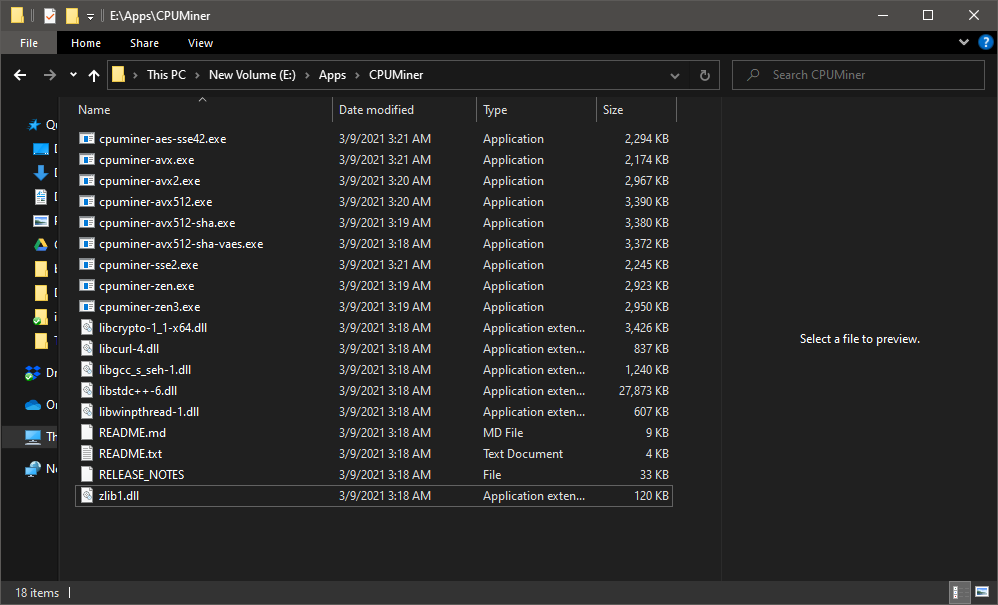 E:\Apps\CPUMiner
File Home Share View
This PC › New Volume (E:) › Apps › CPUMiner
Search CPUMiner
Name Date modified Type Size
cpuminer-aes-sse42.exe 3/9/2021 3:21 AM Application 2,294 KB
cpuminer-avx.exe 3/9/2021 3:21 AM Application 2,174 KB
cpuminer-avx2.exe 3/9/2021 3:20 AM Application 2,967 KB
cpuminer-avx512.exe 3/9/2021 3:20 AM Application 3,390 KB
cpuminer-avx512-sha.exe 3/9/2021 3:19 AM Application 3,380 KB
cpuminer-avx512-sha-vaes.exe 3/9/2021 3:18 AM Application 3,372 KB
cpuminer-sse2.exe 3/9/2021 3:21 AM Application 2,245 KB
cpuminer-zen.exe 3/9/2021 3:19 AM Application 2,923 KB
cpuminer-zen3.exe 3/9/2021 3:19 AM Application 2,950 KB
libcrypto-1_1-x64.dll 3/9/2021 3:18 AM Application exten... 3,426 KB
libcurl-4.dll 3/9/2021 3:18 AM Application exten... 837 KB
libgcc_s_seh-1.dll 3/9/2021 3:18 AM Application exten... 1,240 KB
libstdc++-6.dll 3/9/2021 3:18 AM Application exten... 27,873 KB
libwinpthread-1.dll 3/9/2021 3:18 AM Application exten... 607 KB
README.md 3/9/2021 3:18 AM MD File 9 KB
README.txt 3/9/2021 3:18 AM Text Document 4 KB
RELEASE_NOTES 3/9/2021 3:18 AM File 33 KB
zlib1.dll 3/9/2021 3:18 AM Application exten... 120 KB
Select a file to preview.
18 items